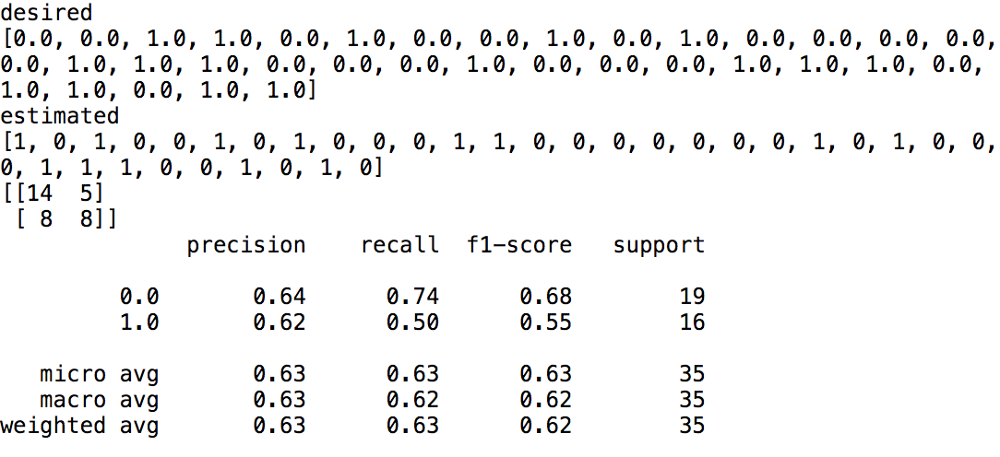 desired
[0.0, 0.0, 1.0, 1.0, 0.0, 1.0, 0.0, 0.0, 1.0, 0.0, 1.0, 0.0, 0.0, 0.0, 0.0,
0.0, 1.0, 1.0, 1.0, 0.0, 0.0, 0.0, 1.0, 0.0, 0.0, 0.0, 1.0, 1.0, 1.0, 0.0,
1.0, 1.0, 0.0, 1.0, 1.0]
estimated
[1, 0, 1, 0, 0, 1, 0, 1, 0, 0, 0, 1, 1, 0, 0, 0, 0, 0, 0, 0, 1, 0, 1, 0, 0,
0, 1, 1, 1, 0, 0, 1, 0, 1, 0]
[[14  5]
 [ 8  8]]
precision recall f1-score support
0.0 0.64 0.74 0.68 19
1.0 0.62 0.50 0.55 16
micro avg 0.63 0.63 0.63 35
macro avg 0.63 0.62 0.62 35
weighted avg 0.63 0.63 0.62 35